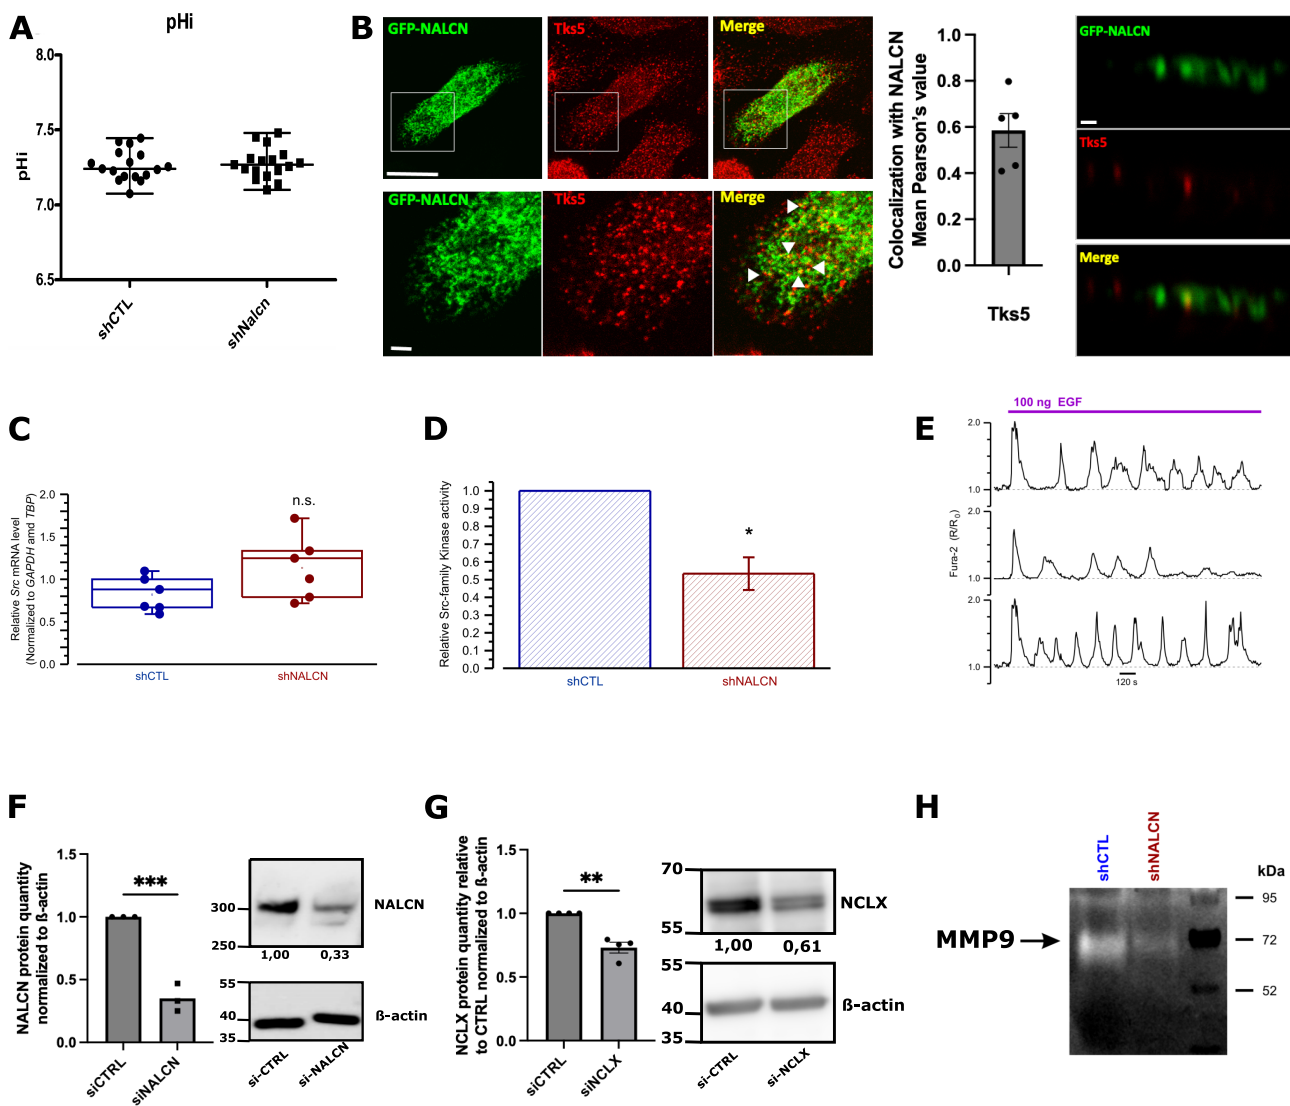 A
pHi
pHi
8.0
7.5
7.0
6.5
shCTL
shNalcn
B
GFP-NALCN
Tks5
Merge
GFP-NALCN
Tks5
Merge
Colocalization with NALCN
Mean Pearson's value
1.0
0.8
0.6
0.4
0.2
0.0
Tks5
GFP-NALCN
Tks5
Merge
C
Relative Src mRNA level
(Normalized to GAPDH amd TBP)
2.0
1.5
1.0
0.5
0.0
n.s.
shCTL
shNALCN
D
Relative Src-family Kinase activity
1.0
0.9
0.8
0.7
0.6
0.5
0.4
0.3
0.2
0.1
0.0
*
shCTL
shNALCN
E
100 ng EGF
Fura-2 (R/R0)
2.0
1.0
2.0
1.0
2.0
1.0
120 s
F
NALCN protein quantity
normalized to ß-actin
1.5
1.0
0.5
0.0
***
siCTRL
siNALCN
300
250
NALCN
1,00
0,33
55
40
35
ß-actin
si-CTRL
si-NALCN
G
NCLX protein quantity relative
to CTRL normalized to ß-actin
1.5
1.0
0.5
0.0
**
siCTRL
siNCLX
70
55
NCLX
1,00
0,61
55
40
35
ß-actin
si-CTRL
si-NCLX
H
shCTL
shNALCN
kDa
95
72
52
MMP9